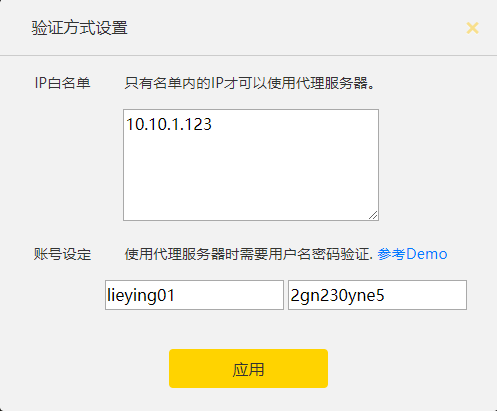 验证方式设置 ×
IP白名单 只有名单内的IP才可以使用代理服务器。
10.10.1.123
账号设定 使用代理服务器时需要用户名密码验证. 参考Demo
lieying01 2gn230yne5
应用